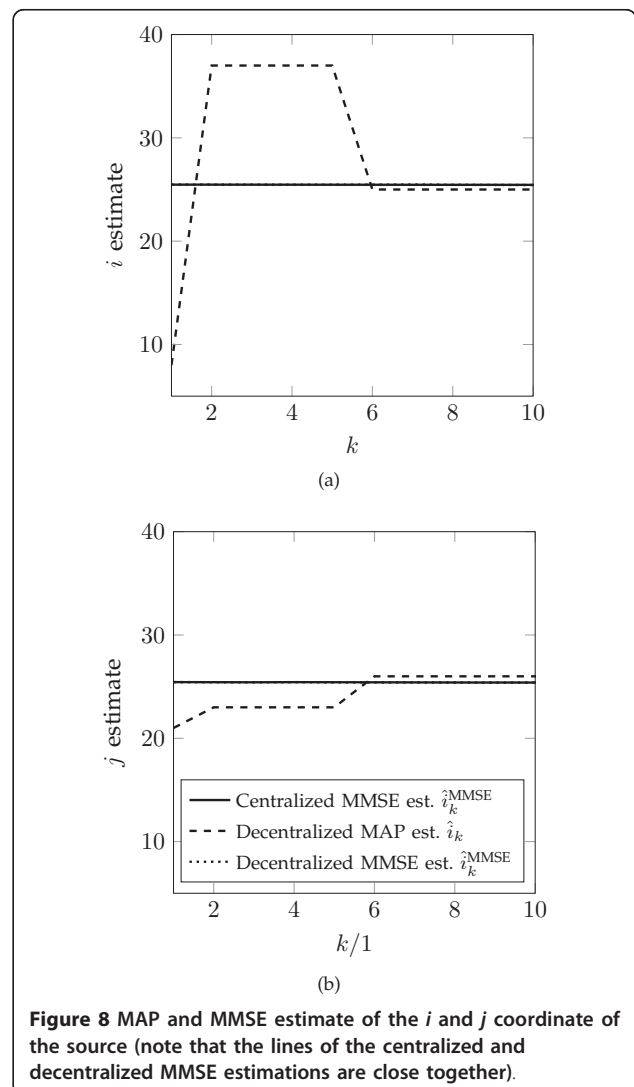 40
30
20
10
i estimate
2 4 6 8 10
k
(a)
40
30
20
10
j estimate
Centralized MMSE est. î_k^MMSE
Decentralized MAP est. î_k
Decentralized MMSE est. î_k^MMSE
2 4 6 8 10
k/1
(b)
Figure 8 MAP and MMSE estimate of the i and j coordinate of
the source (note that the lines of the centralized and
decentralized MMSE estimations are close together).